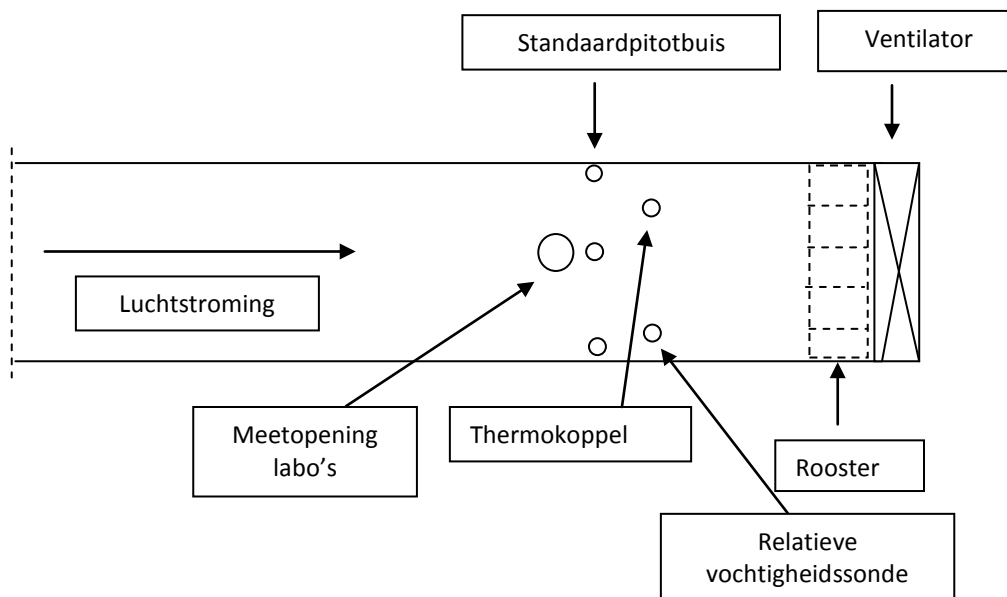 Standaardpitotbuis
Ventilator
Luchtstroming
Meetopening
labo's
Thermokoppel
Rooster
Relatieve
vochtigheidssonde